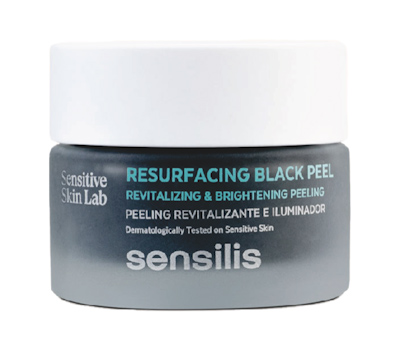 Sensitive
Skin Lab
RESURFACING BLACK PEEL
REVITALIZING & BRIGHTENING PEELING
PEELING REVITALIZANTE E ILUMINADOR
Dermatologically Tested on Sensitive Skin
sensilis